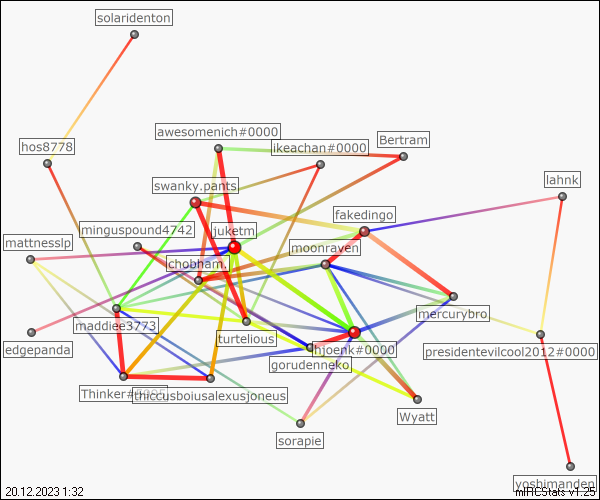 solaridenton
awesomenich#0000
ikeachan#0000
Bertram
hos8778
lahnk
swanky.pants
fakedingo
minguspound4742
juketm
mattnesslp
moonraven
chobham.
mercurybro
maddiee3773
turtelious
edgepanda
hjoenk#0000
presidentevilcool2012#0000
gorudenneko
thiccusboiusalexusjoneus
Wyatt
sorapie
yoshimanden
20.12.2023 1:32
mIRCStats v1.25